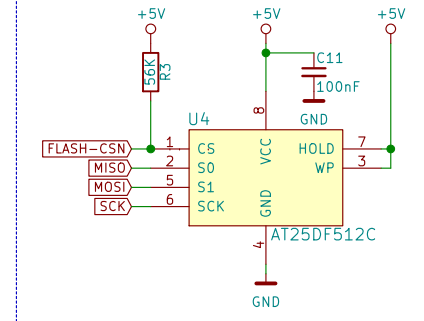 +5V +5V +5V
56K
R3
C11
100nF
GND
U4
8
FLASH-CSN 1 CS VCC HOLD 7
MISO 2 SO WP 3
MOSI 5 S1
SCK 6 SCK GND
4
AT25DF512C
GND